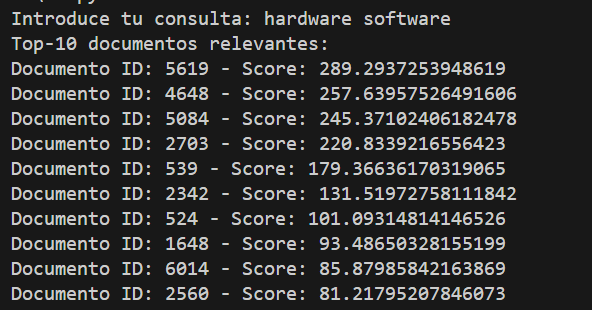 Introduce tu consulta: hardware software
Top-10 documentos relevantes:
Documento ID: 5619 - Score: 289.2937253948619
Documento ID: 4648 - Score: 257.63957526491606
Documento ID: 5084 - Score: 245.37102406182478
Documento ID: 2703 - Score: 220.8339216556423
Documento ID: 539 - Score: 179.36636170319065
Documento ID: 2342 - Score: 131.51972758111842
Documento ID: 524 - Score: 101.09314814146526
Documento ID: 1648 - Score: 93.48650328155199
Documento ID: 6014 - Score: 85.87985842163869
Documento ID: 2560 - Score: 81.21795207846073